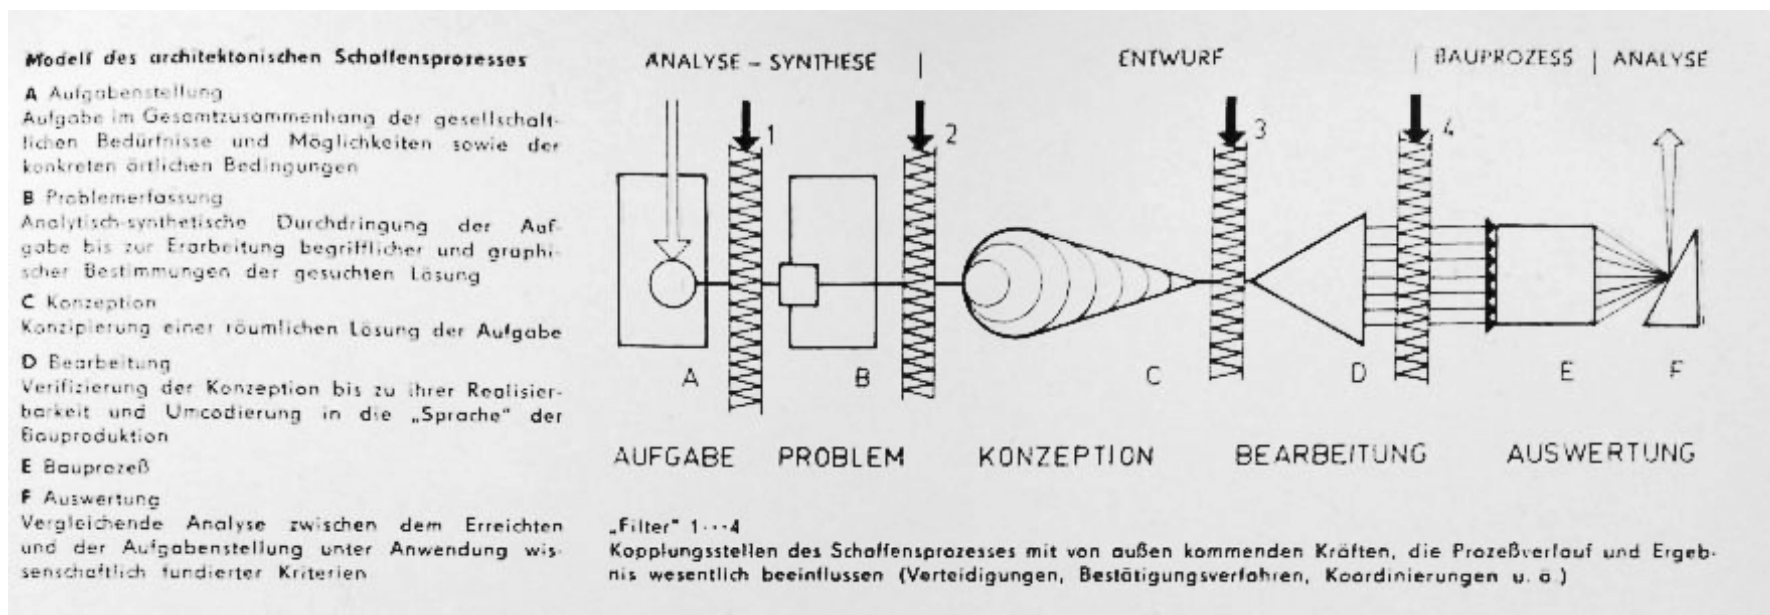 Modell des architektonischen Schaffensprozesses
A Aufgabenstellung
Aufgabe im Gesamtzusammenhang der gesellschaft-
lichen Bedürfnisse und Möglichkeiten sowie der
konkreten örtlichen Bedingungen
B Problemerfassung
Analytisch-synthetische Durchdringung der Auf-
gabe bis zur Erarbeitung begrifflicher und graphi-
scher Bestimmungen der gesuchten Lösung
C Konzeption
Konzipierung einer räumlichen Lösung der Aufgabe
D Bearbeitung
Verifizierung der Konzeption bis zu ihrer Realisier-
barkeit und Umcodierung in die „Sprache" der
Bauproduktion
E Bauprozeß
F Auswertung
Vergleichende Analyse zwischen dem Erreichten
und der Aufgabenstellung unter Anwendung wis-
senschaftlich fundierter Kriterien
ANALYSE – SYNTHESE | ENTWURF | BAUPROZESS | ANALYSE
1 2 3 4
A B C D E F
AUFGABE PROBLEM KONZEPTION BEARBEITUNG AUSWERTUNG
„Filter" 1···4
Kopplungsstellen des Schaffensprozesses mit von außen kommenden Kräften, die Prozeßverlauf und Ergeb-
nis wesentlich beeinflussen (Verteidigungen, Bestätigungsverfahren, Koordinierungen u. ä.)